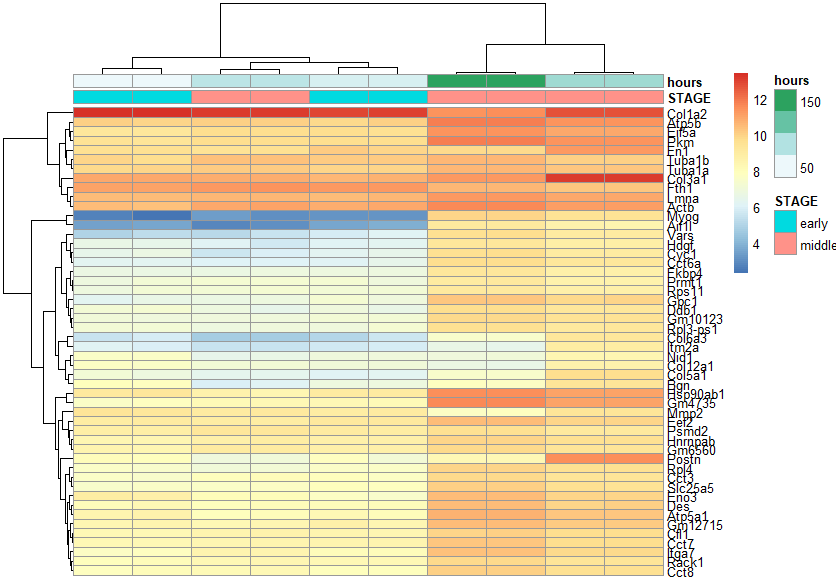 hours
STAGE
Col1a2
Atp5b
Eif5a
Pkm
Fn1
Tuba1b
Tuba1a
Col3a1
Fth1
Lmna
Actb
Myog
Aif1l
Vars
Hdgf
Cyc1
Cct6a
Fkbp4
Prmt1
Rps11
Gpc1
Ddb1
Gm10123
Rpl3-ps1
Col6a3
Itm2a
Nid1
Col12a1
Col5a1
Bgn
Hsp90ab1
Gm4735
Mmp2
Eef2
Psmd2
Hnrnpab
Gm6560
Postn
Rpl4
Cct3
Slc25a5
Eno3
Des
Atp5a1
Gm12715
Cfl1
Cct7
Itga7
Rack1
Cct8
12
10
8
6
4
hours
150
50
STAGE
early
middle